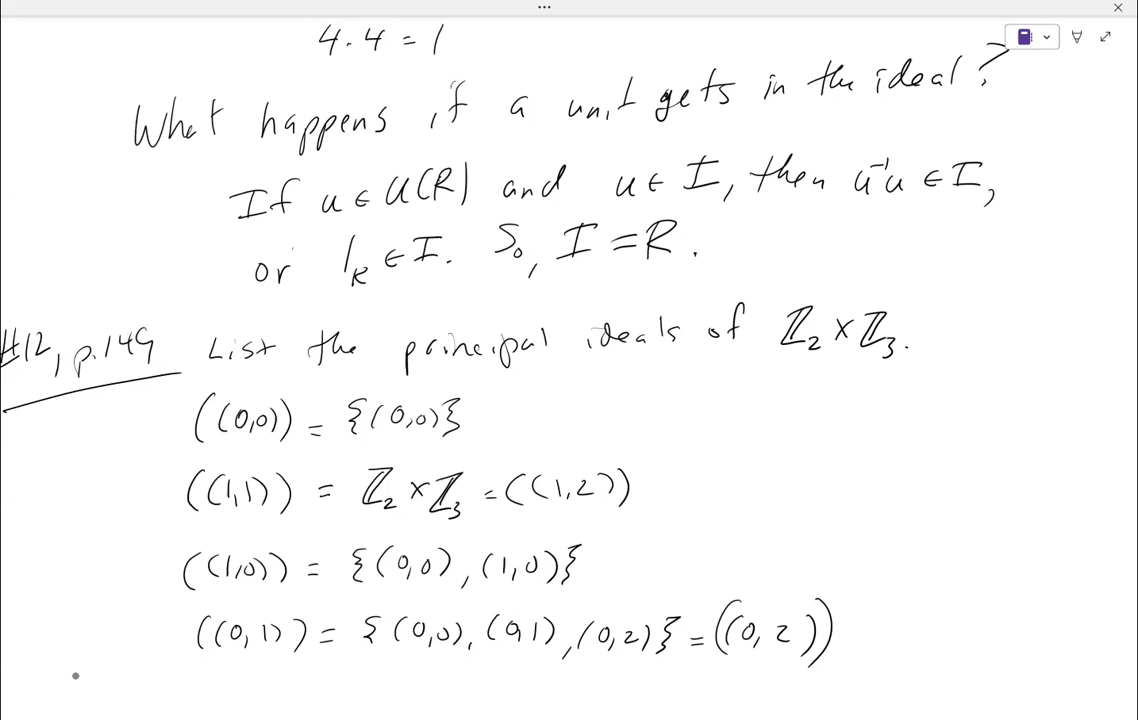 4 · 4 = 1
What happens if a unit gets in the ideal?
If u ∈ U(R) and u ∈ I, then u⁻¹u ∈ I,
or 1_R ∈ I. So, I = R.
#12, p.149 List the principal ideals of ℤ₂ × ℤ₃.
((0,0)) = {(0,0)}
((1,1)) = ℤ₂ × ℤ₃ = ((1,2))
((1,0)) = {(0,0), (1,0)}
((0,1)) = {(0,0), (0,1), (0,2)} = ((0,2))